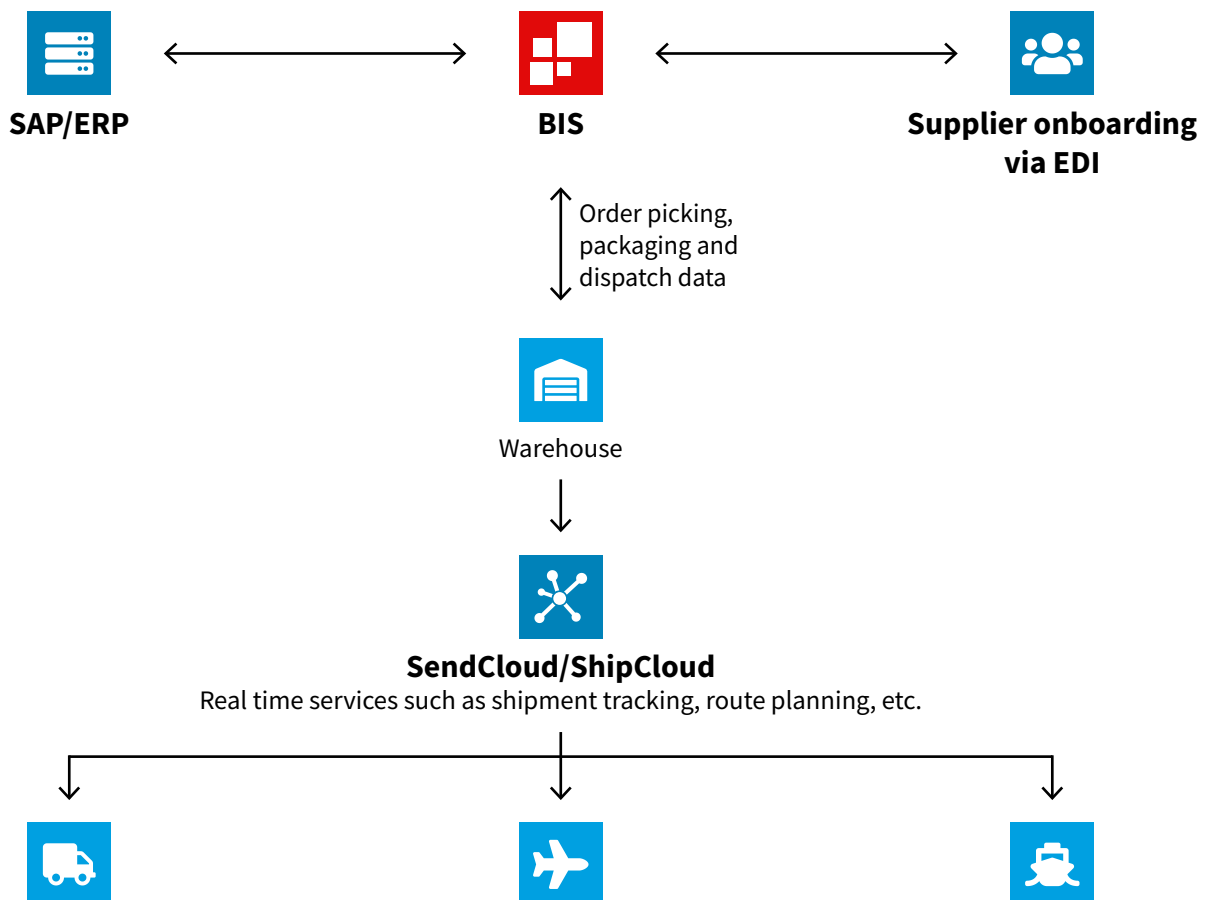 SAP/ERP
BIS
Supplier onboarding
via EDI
Order picking,
packaging and
dispatch data
Warehouse
SendCloud/ShipCloud
Real time services such as shipment tracking, route planning, etc.